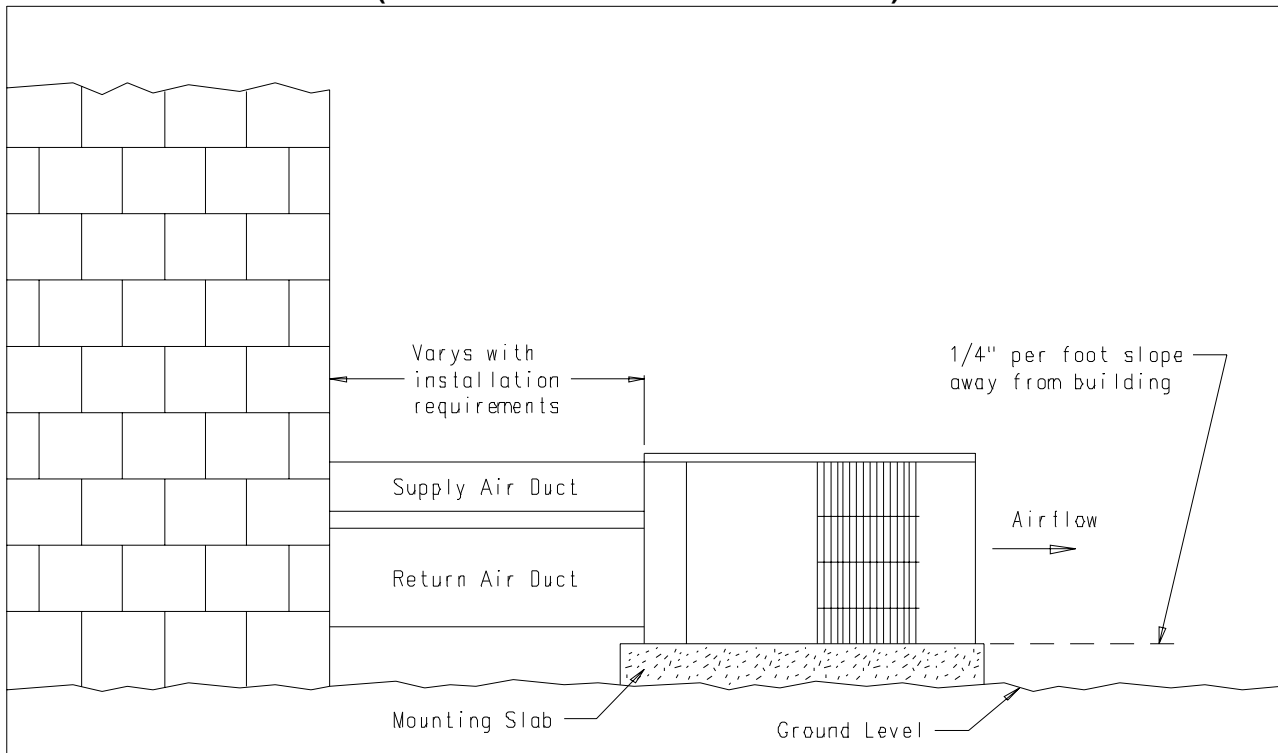 Varys with
installation
requirements
1/4" per foot slope
away from building
Supply Air Duct
Airflow
Return Air Duct
Mounting Slab
Ground Level